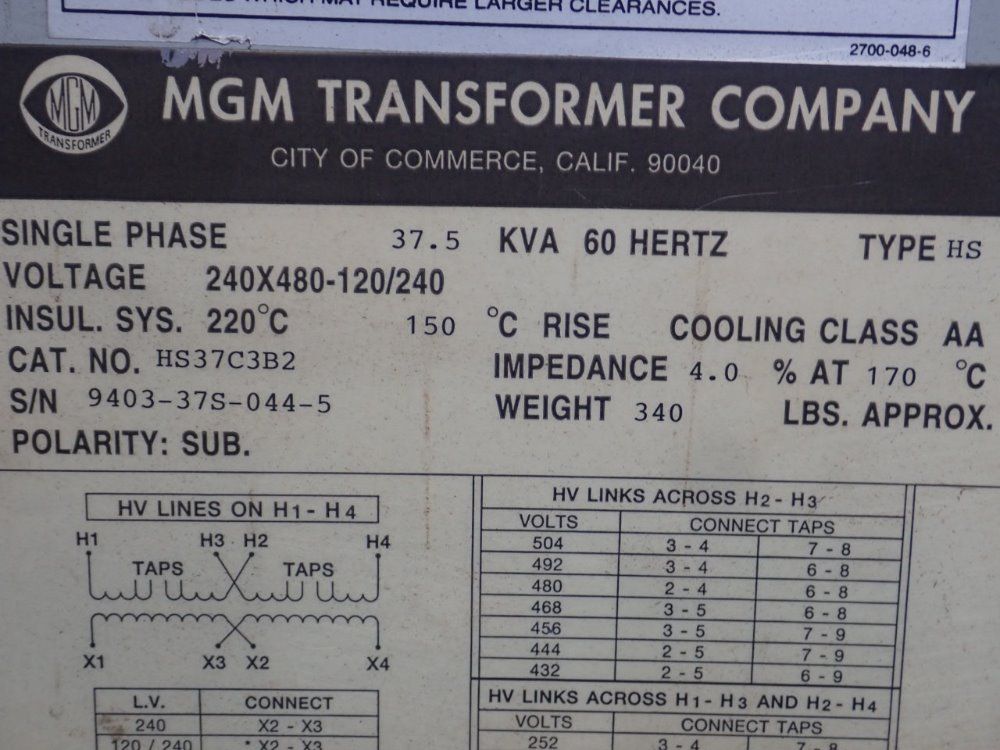 WHICH MAY REQUIRE LARGER CLEARANCES.
2700-048-6
MGM
TRANSFORMER
MGM TRANSFORMER COMPANY
CITY OF COMMERCE, CALIF. 90040
SINGLE PHASE 37.5 KVA 60 HERTZ TYPE HS
VOLTAGE 240X480-120/240
INSUL. SYS. 220°C 150 °C RISE COOLING CLASS AA
CAT. NO. HS37C3B2 IMPEDANCE 4.0 % AT 170 °C
S/N 9403-37S-044-5 WEIGHT 340 LBS. APPROX.
POLARITY: SUB.
HV LINES ON H1 - H4
H1 H3 H2 H4
TAPS TAPS
X1 X3 X2 X4
L.V. CONNECT
240 X2 - X3
120 / 240 * X2 - X3
HV LINKS ACROSS H2 - H3
VOLTS CONNECT TAPS
504 3 - 4 7 - 8
492 3 - 4 6 - 8
480 2 - 4 6 - 8
468 3 - 5 6 - 8
456 3 - 5 7 - 9
444 2 - 5 7 - 9
432 2 - 5 6 - 9
HV LINKS ACROSS H1 - H3 AND H2 - H4
VOLTS CONNECT TAPS
252 3 - 4 7 - 8